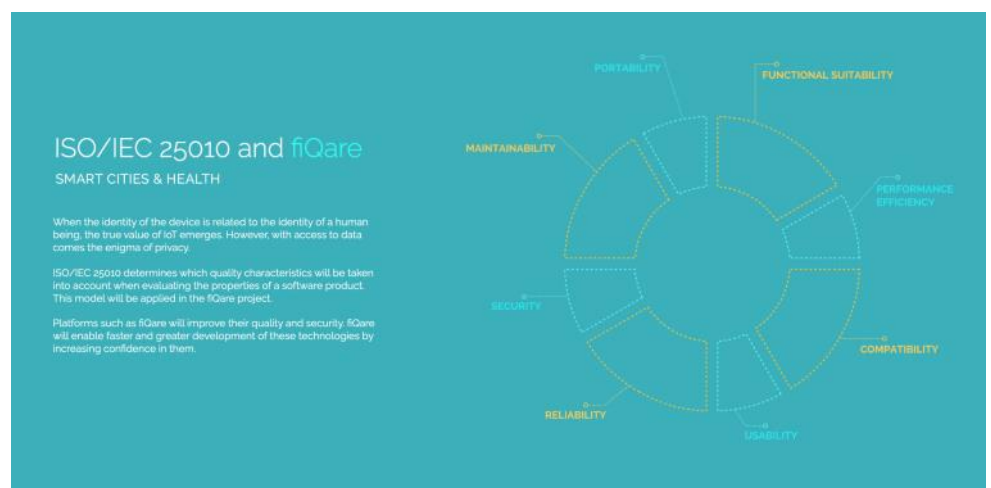 ISO/IEC 25010 and fiQare
SMART CITIES & HEALTH
When the identity of the device is related to the identity of a human
being, the true value of IoT emerges. However, with access to data
comes the enigma of privacy.
ISO/IEC 25010 determines which quality characteristics will be taken
into account when evaluating the properties of a software product.
This model will be applied in the fiQare project.
Platforms such as fiQare will improve their quality and security. fiQare
will enable faster and greater development of these technologies by
increasing confidence in them.
PORTABILITY
FUNCTIONAL SUITABILITY
MAINTAINABILITY
PERFORMANCE
EFFICIENCY
SECURITY
COMPATIBILITY
RELIABILITY
USABILITY